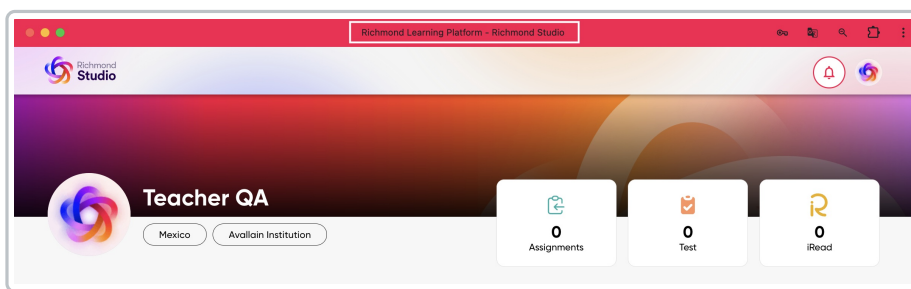 Richmond Learning Platform - Richmond Studio
Richmond
Studio
Teacher QA
Mexico
Avallain Institution
0
Assignments
0
Test
iR
0
iRead